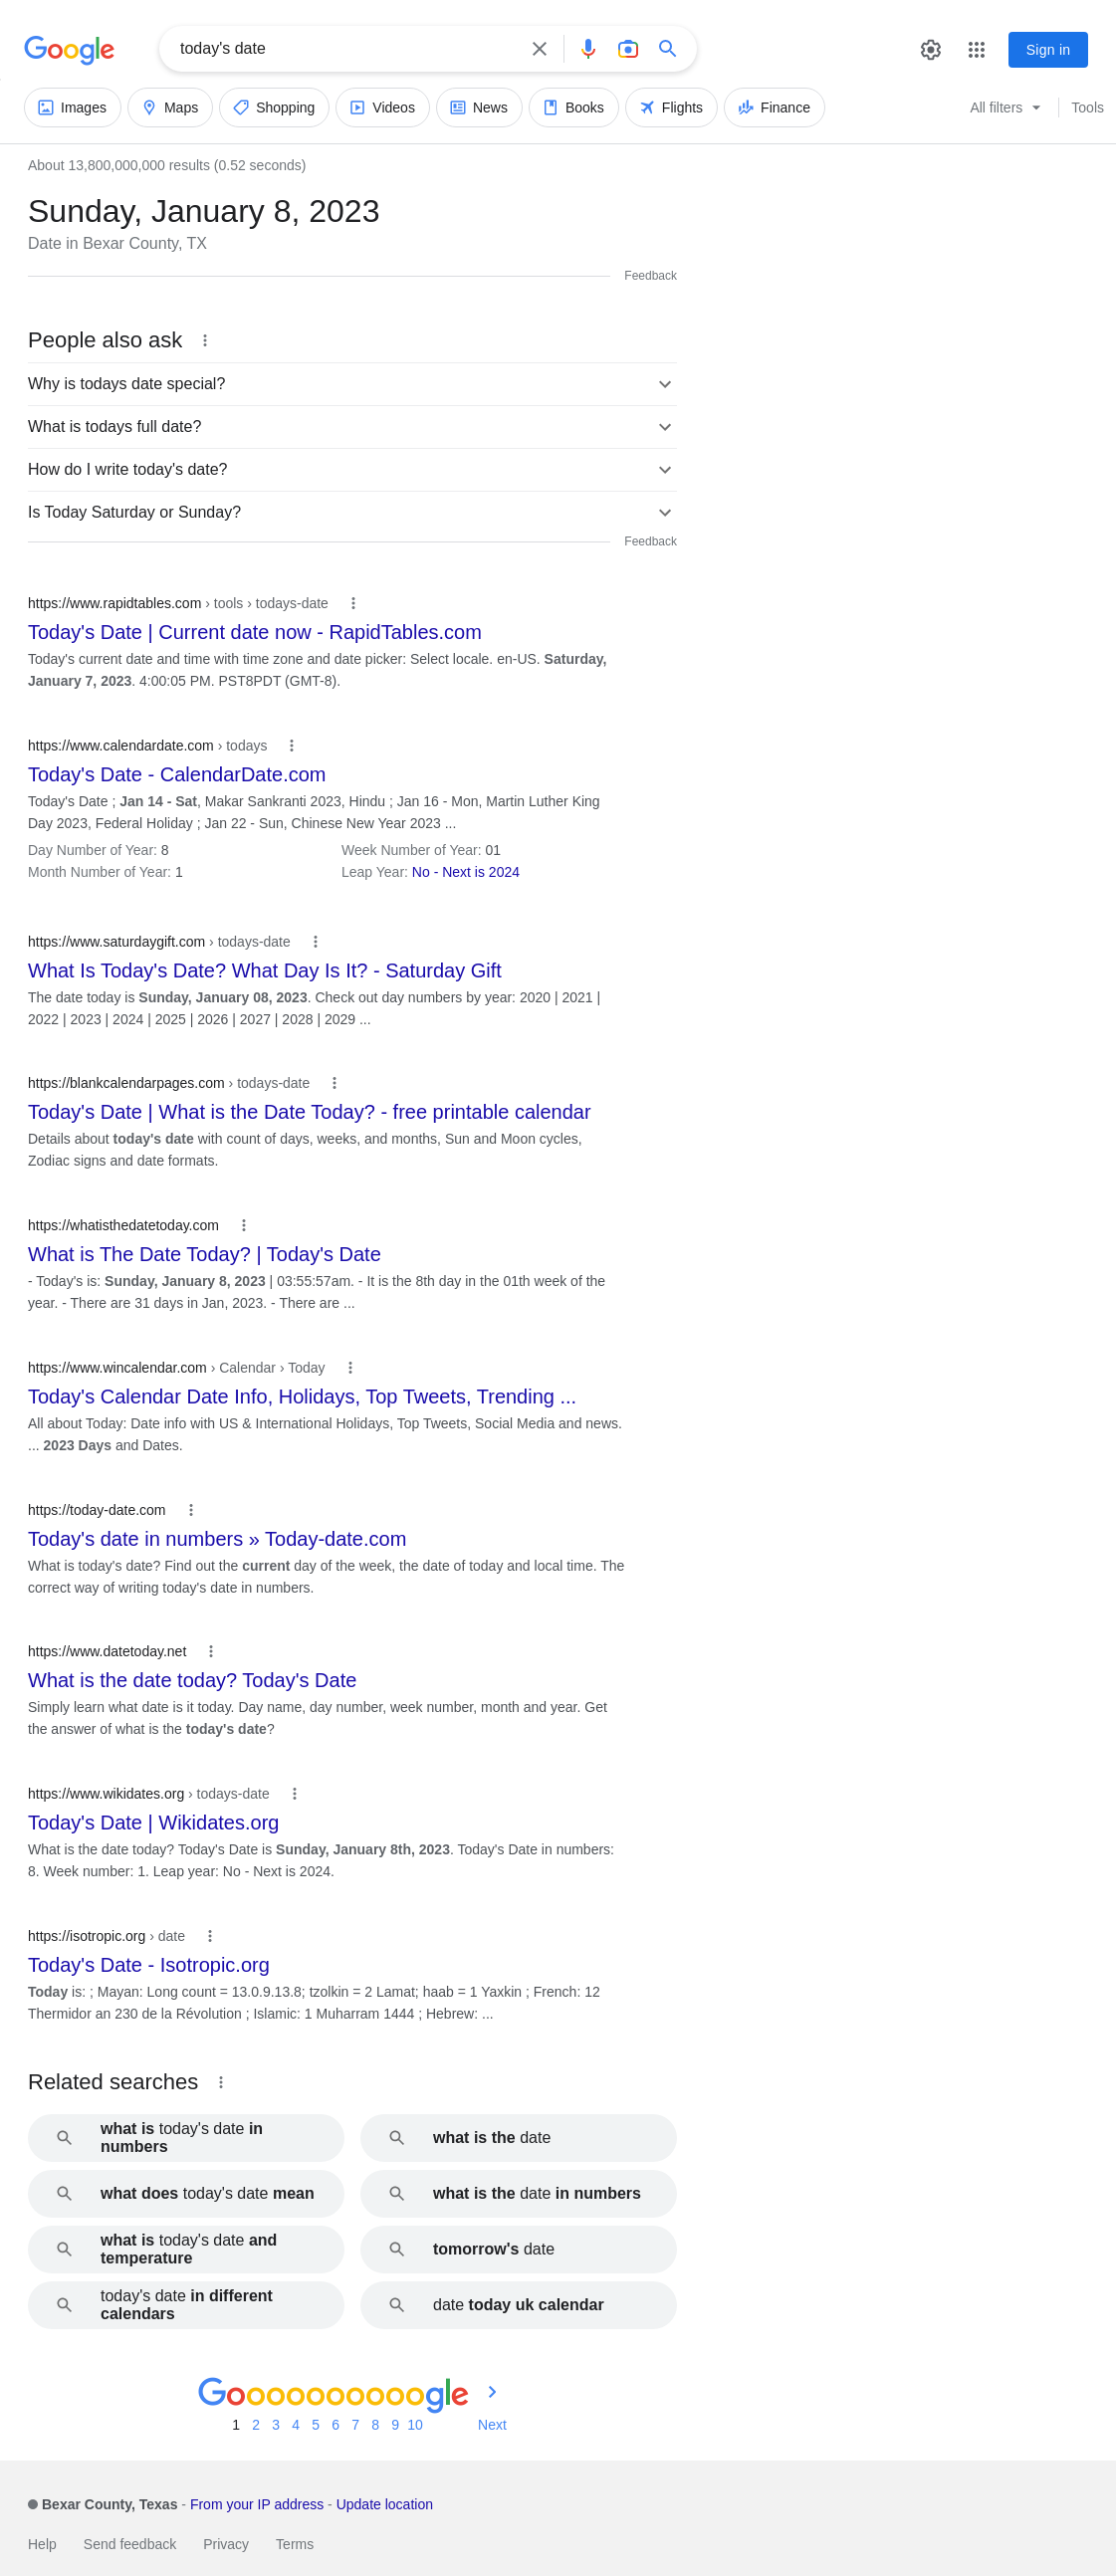 Google
today's date
Sign in
Images Maps Shopping Videos News Books Flights Finance All filters Tools
About 13,800,000,000 results (0.52 seconds)
Sunday, January 8, 2023
Date in Bexar County, TX
Feedback
People also ask
Why is todays date special?
What is todays full date?
How do I write today's date?
Is Today Saturday or Sunday?
Feedback
https://www.rapidtables.com › tools › todays-date
Today's Date | Current date now - RapidTables.com
Today's current date and time with time zone and date picker: Select locale. en-US. Saturday,
January 7, 2023. 4:00:05 PM. PST8PDT (GMT-8).
https://www.calendardate.com › todays
Today's Date - CalendarDate.com
Today's Date ; Jan 14 - Sat, Makar Sankranti 2023, Hindu ; Jan 16 - Mon, Martin Luther King
Day 2023, Federal Holiday ; Jan 22 - Sun, Chinese New Year 2023 ...
Day Number of Year: 8 Week Number of Year: 01
Month Number of Year: 1 Leap Year: No - Next is 2024
https://www.saturdaygift.com › todays-date
What Is Today's Date? What Day Is It? - Saturday Gift
The date today is Sunday, January 08, 2023. Check out day numbers by year: 2020 | 2021 |
2022 | 2023 | 2024 | 2025 | 2026 | 2027 | 2028 | 2029 ...
https://blankcalendarpages.com › todays-date
Today's Date | What is the Date Today? - free printable calendar
Details about today's date with count of days, weeks, and months, Sun and Moon cycles,
Zodiac signs and date formats.
https://whatisthedatetoday.com
What is The Date Today? | Today's Date
- Today's is: Sunday, January 8, 2023 | 03:55:57am. - It is the 8th day in the 01th week of the
year. - There are 31 days in Jan, 2023. - There are ...
https://www.wincalendar.com › Calendar › Today
Today's Calendar Date Info, Holidays, Top Tweets, Trending ...
All about Today: Date info with US & International Holidays, Top Tweets, Social Media and news.
... 2023 Days and Dates.
https://today-date.com
Today's date in numbers » Today-date.com
What is today's date? Find out the current day of the week, the date of today and local time. The
correct way of writing today's date in numbers.
https://www.datetoday.net
What is the date today? Today's Date
Simply learn what date is it today. Day name, day number, week number, month and year. Get
the answer of what is the today's date?
https://www.wikidates.org › todays-date
Today's Date | Wikidates.org
What is the date today? Today's Date is Sunday, January 8th, 2023. Today's Date in numbers:
8. Week number: 1. Leap year: No - Next is 2024.
https://isotropic.org › date
Today's Date - Isotropic.org
Today is: ; Mayan: Long count = 13.0.9.13.8; tzolkin = 2 Lamat; haab = 1 Yaxkin ; French: 12
Thermidor an 230 de la Révolution ; Islamic: 1 Muharram 1444 ; Hebrew: ...
Related searches
what is today's date in
numbers
what is the date
what does today's date mean
what is the date in numbers
what is today's date and
temperature
tomorrow's date
today's date in different
calendars
date today uk calendar
Goooooooooogle
1 2 3 4 5 6 7 8 9 10 Next
Bexar County, Texas - From your IP address - Update location
Help Send feedback Privacy Terms